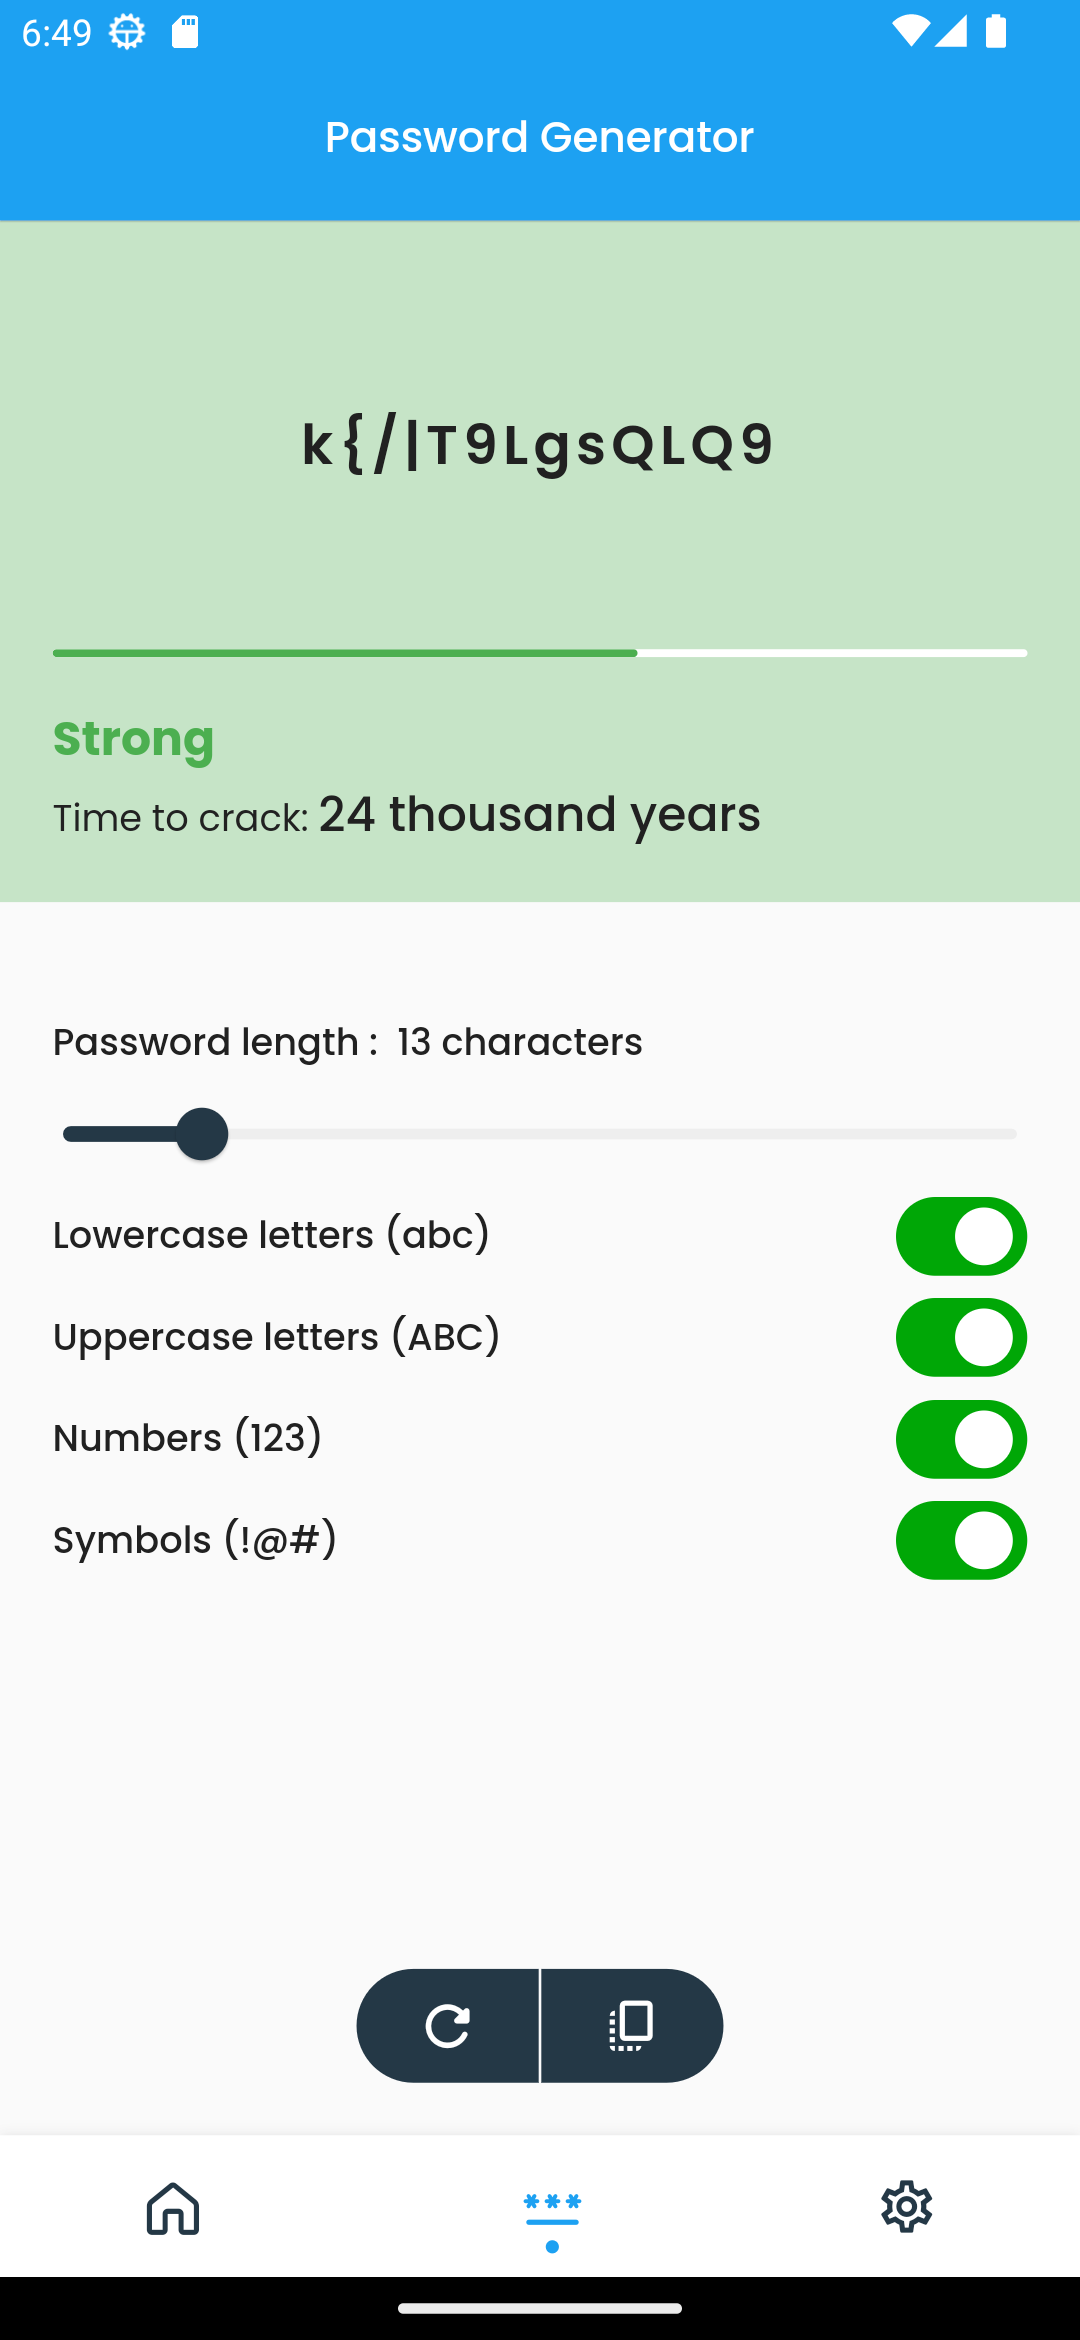 6:49
Password Generator
k{/|T9LgsQLQ9
Strong
Time to crack: 24 thousand years
Password length : 13 characters
Lowercase letters (abc)
Uppercase letters (ABC)
Numbers (123)
Symbols (!@#)